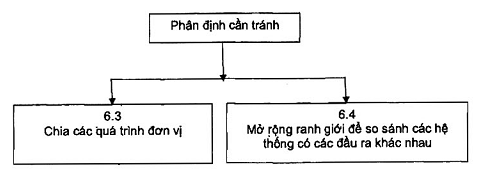 Phân định cần tránh
6.3
Chia các quá trình đơn vị
6.4
Mở rộng ranh giới để so sánh các hệ
thống có các đầu ra khác nhau